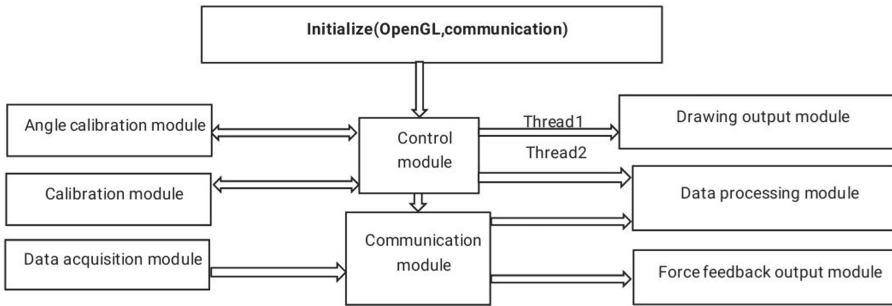 Initialize(OpenGL,communication)
Angle calibration module
Control
module
Thread1
Drawing output module
Thread2
Calibration module
Data processing module
Communication
module
Data acquisition module
Force feedback output module